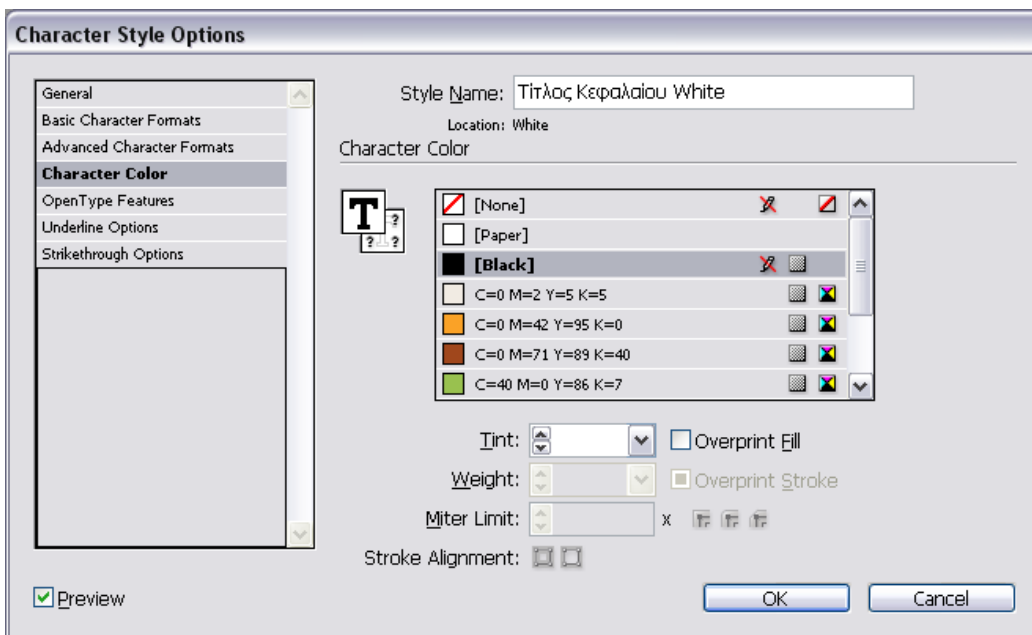 Character Style Options
General
Basic Character Formats
Advanced Character Formats
Character Color
OpenType Features
Underline Options
Strikethrough Options
Style Name: Τίτλος Κεφαλαίου White
Location: White
Character Color
T
? ? ?
[None]
[Paper]
[Black]
C=0 M=2 Y=5 K=5
C=0 M=42 Y=95 K=0
C=0 M=71 Y=89 K=40
C=40 M=0 Y=86 K=7
Tint: Overprint Fill
Weight: Overprint Stroke
Miter Limit: x
Stroke Alignment:
Preview OK Cancel